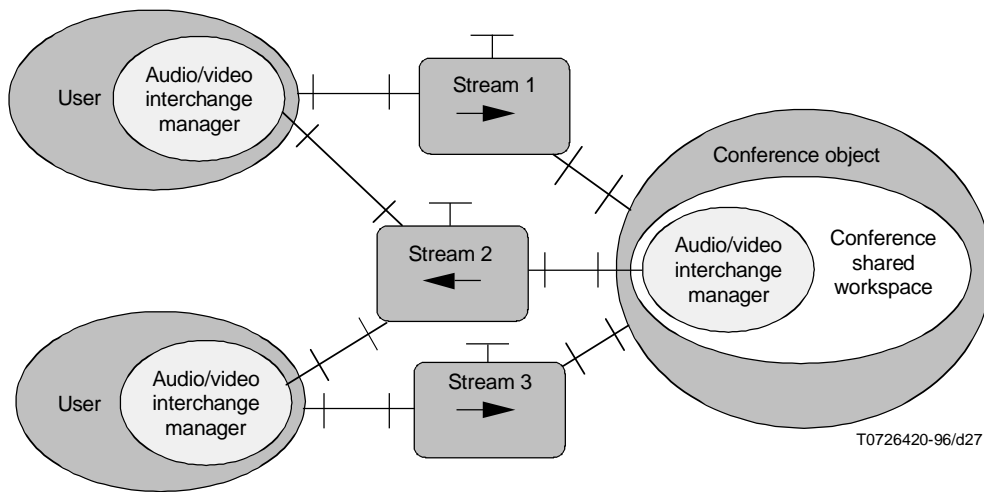 User
Audio/video
interchange
manager
Stream 1
Conference object
Stream 2
Audio/video
interchange
manager
Conference
shared
workspace
User
Audio/video
interchange
manager
Stream 3
T0726420-96/d27